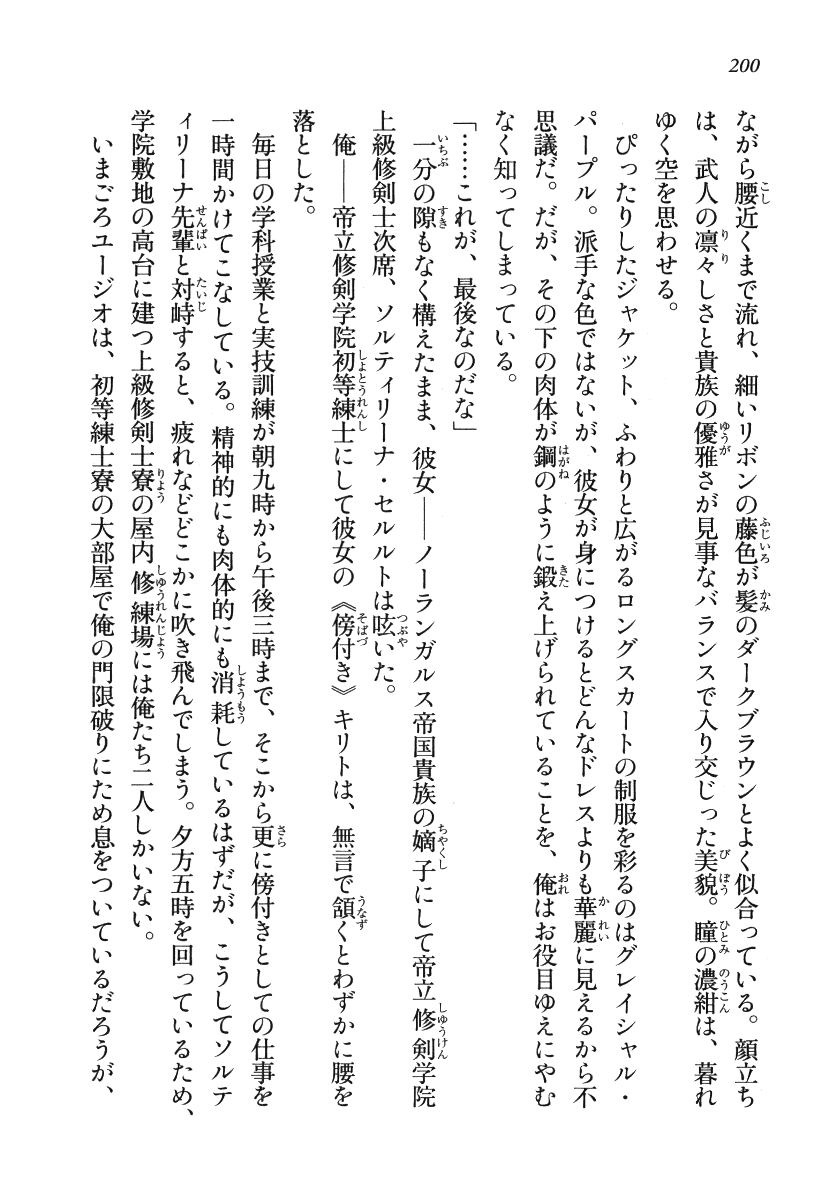 200
ながら腰近くまで流れ、細いリボンの藤色が髪のダークブラウンとよく似合っている。顔立ち
は、武人の凛々しさと貴族の優雅さが見事なバランスで入り交じった美貌。瞳の濃紺は、暮れ
ゆく空を思わせる。
ぴったりしたジャケット、ふわりと広がるロングスカートの制服を彩るのはグレイシャル・
パープル。派手な色ではないが、彼女が身につけるとどんなドレスよりも華麗に見えるから不
思議だ。だが、その下の肉体が鋼のように鍛え上げられていることを、俺はお役目ゆえにやむ
なく知ってしまっている。
「……これが、最後なのだな」
一分の隙もなく構えたまま、彼女――ノーランガルス帝国貴族の嫡子にして帝立修剣学院
上級修剣士次席、ソルティリーナ・セルルトは呟いた。
俺――帝立修剣学院初等練士にして彼女の《傍付き》キリトは、無言で頷くとわずかに腰を
落とした。
毎日の学科授業と実技訓練が朝九時から午後三時まで、そこから更に傍付きとしての仕事を
一時間かけてこなしている。精神的にも肉体的にも消耗しているはずだが、こうしてソルテ
ィリーナ先輩と対峙すると、疲れなどどこかに吹き飛んでしまう。夕方五時を回っているため、
学院敷地の高台に建つ上級修剣士寮の屋内修練場には俺たち二人しかいない。
いまごろユージオは、初等練士寮の大部屋で俺の門限破りにため息をついているだろうが、